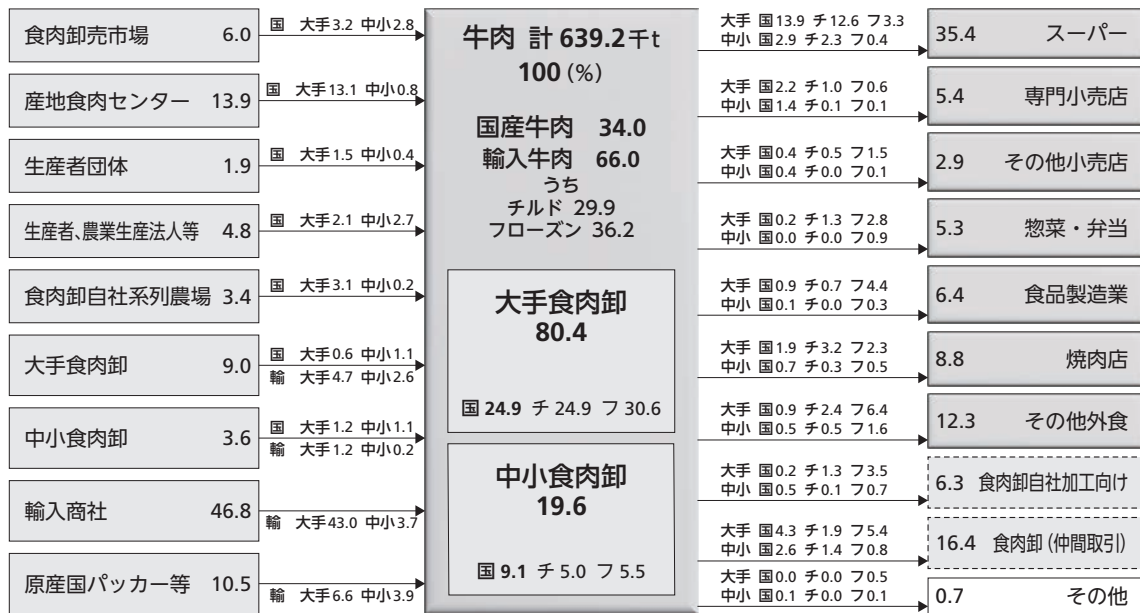 食肉卸売市場 6.0
国 大手3.2 中小2.8
産地食肉センター 13.9
国 大手13.1 中小0.8
生産者団体 1.9
国 大手1.5 中小0.4
生産者、農業生産法人等 4.8
国 大手2.1 中小2.7
食肉卸自社系列農場 3.4
国 大手3.1 中小0.2
大手食肉卸 9.0
国 大手0.6 中小1.1
輸 大手4.7 中小2.6
中小食肉卸 3.6
国 大手1.2 中小1.1
輸 大手1.2 中小0.2
輸入商社 46.8
輸 大手43.0 中小3.7
原産国パッカー等 10.5
輸 大手6.6 中小3.9
牛肉 計 639.2千t
100 (%)
国産牛肉 34.0
輸入牛肉 66.0
うち
チルド 29.9
フローズン 36.2
大手食肉卸
80.4
国 24.9 チ 24.9 フ 30.6
中小食肉卸
19.6
国 9.1 チ 5.0 フ 5.5
大手 国13.9 チ12.6 フ3.3
中小 国2.9 チ2.3 フ0.4
35.4 スーパー
大手 国2.2 チ1.0 フ0.6
中小 国1.4 チ0.1 フ0.1
5.4 専門小売店
大手 国0.4 チ0.5 フ1.5
中小 国0.4 チ0.0 フ0.1
2.9 その他小売店
大手 国0.2 チ1.3 フ2.8
中小 国0.0 チ0.0 フ0.9
5.3 惣菜・弁当
大手 国0.9 チ0.7 フ4.4
中小 国0.1 チ0.0 フ0.3
6.4 食品製造業
大手 国1.9 チ3.2 フ2.3
中小 国0.7 チ0.3 フ0.5
8.8 焼肉店
大手 国0.9 チ2.4 フ6.4
中小 国0.5 チ0.5 フ1.6
12.3 その他外食
大手 国0.2 チ1.3 フ3.5
中小 国0.5 チ0.1 フ0.7
6.3 食肉卸自社加工向け
大手 国4.3 チ1.9 フ5.4
中小 国2.6 チ1.4 フ0.8
16.4 食肉卸(仲間取引)
大手 国0.0 チ0.0 フ0.5
中小 国0.1 チ0.0 フ0.1
0.7 その他